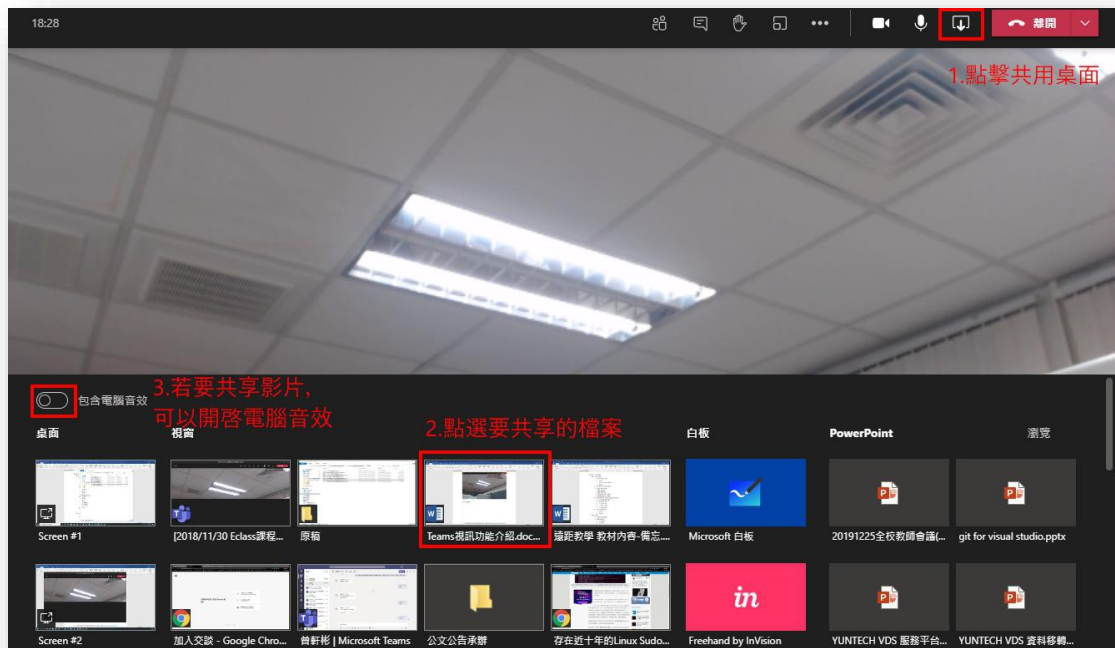 18:28
離開
1.點擊共用桌面
包含電腦音效
3.若要共享影片,
可以開啓電腦音效
2.點選要共享的檔案
桌面
視窗
白板
PowerPoint
瀏覽
Screen #1
[2018/11/30 Eclass課程...
原稿
Teams視訊功能介紹.doc...
遠距教學 教材內容-備忘....
Microsoft 白板
20191225全校教師會議(...
git for visual studio.pptx
Screen #2
加入交談 - Google Chro...
曾軒彬 | Microsoft Teams
公文公告承辦
存在近十年的Linux Sudo...
in
Freehand by InVision
YUNTECH VDS 服務平台...
YUNTECH VDS 資料移轉...